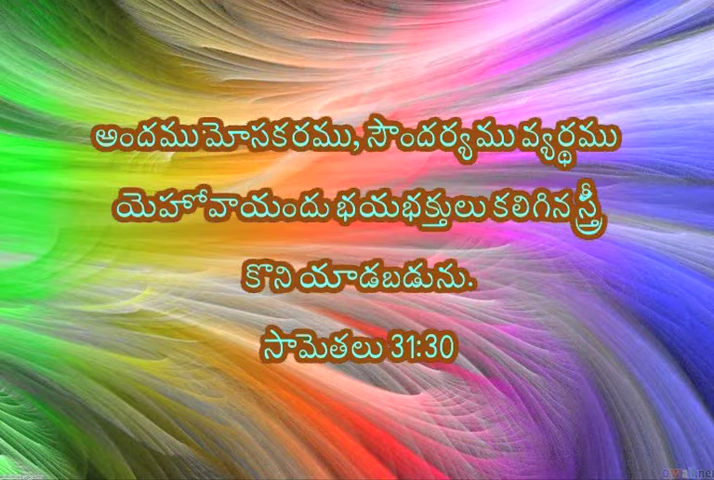 అందము మోసకరము, సౌందర్యము వ్యర్థము
యెహోవాయందు భయభక్తులు కలిగిన స్త్రీ
కొని యాడబడును.
సామెతలు 31:30